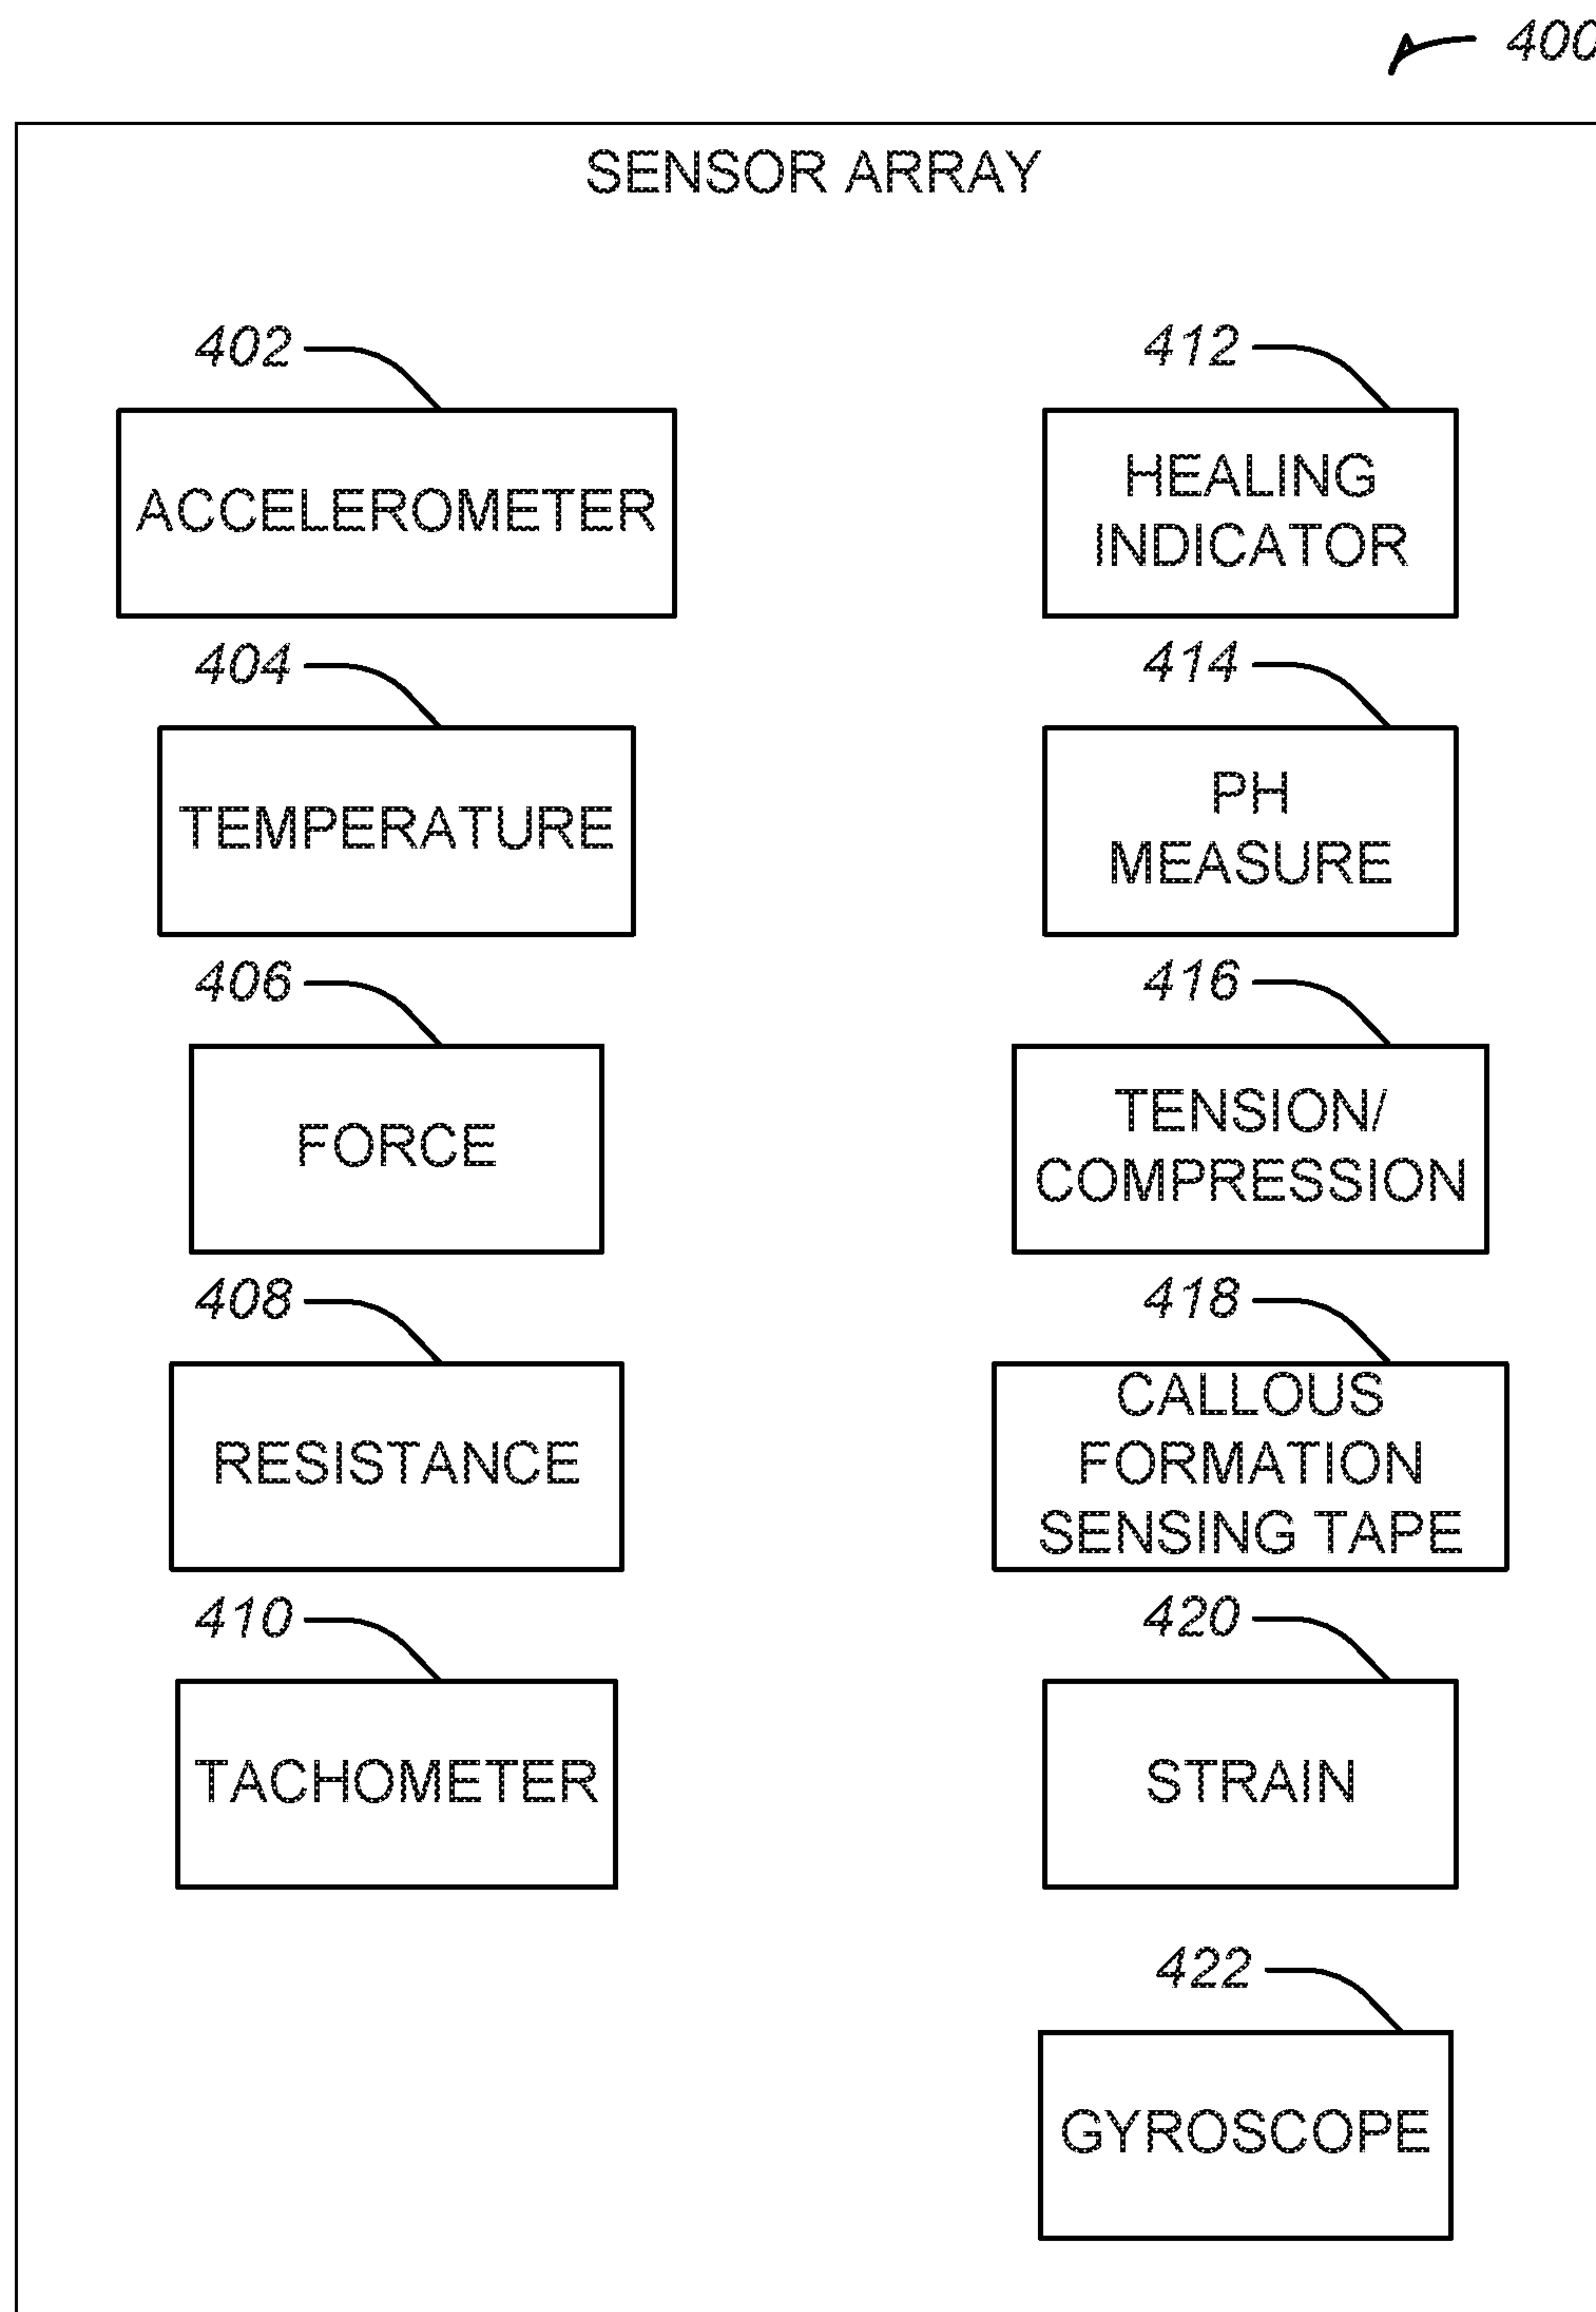 400
SENSOR ARRAY
402
ACCELEROMETER
404
TEMPERATURE
406
FORCE
408
RESISTANCE
410
TACHOMETER
412
HEALING
INDICATOR
414
PH
MEASURE
416
TENSION/
COMPRESSION
418
CALLOUS
FORMATION
SENSING TAPE
420
STRAIN
422
GYROSCOPE